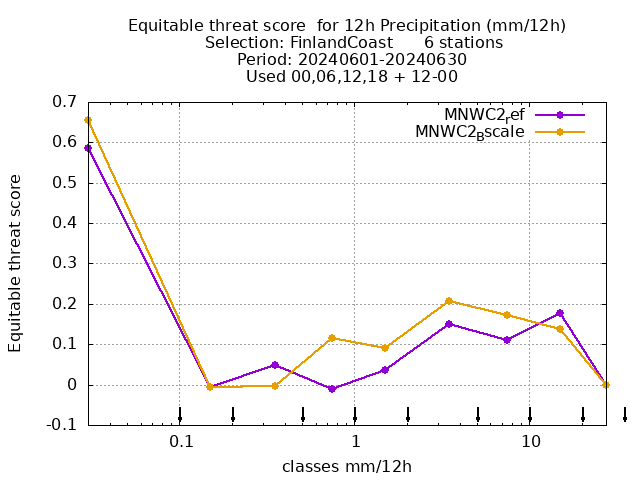 Equitable threat score  for 12h Precipitation (mm/12h)
Selection: FinlandCoast      6 stations
Period: 20240601-20240630
Used 00,06,12,18 + 12-00
MNWC2ref
MNWC2Bscale
0.7
0.6
0.5
0.4
0.3
0.2
0.1
0
-0.1
Equitable threat score
0.1 1 10
classes mm/12h